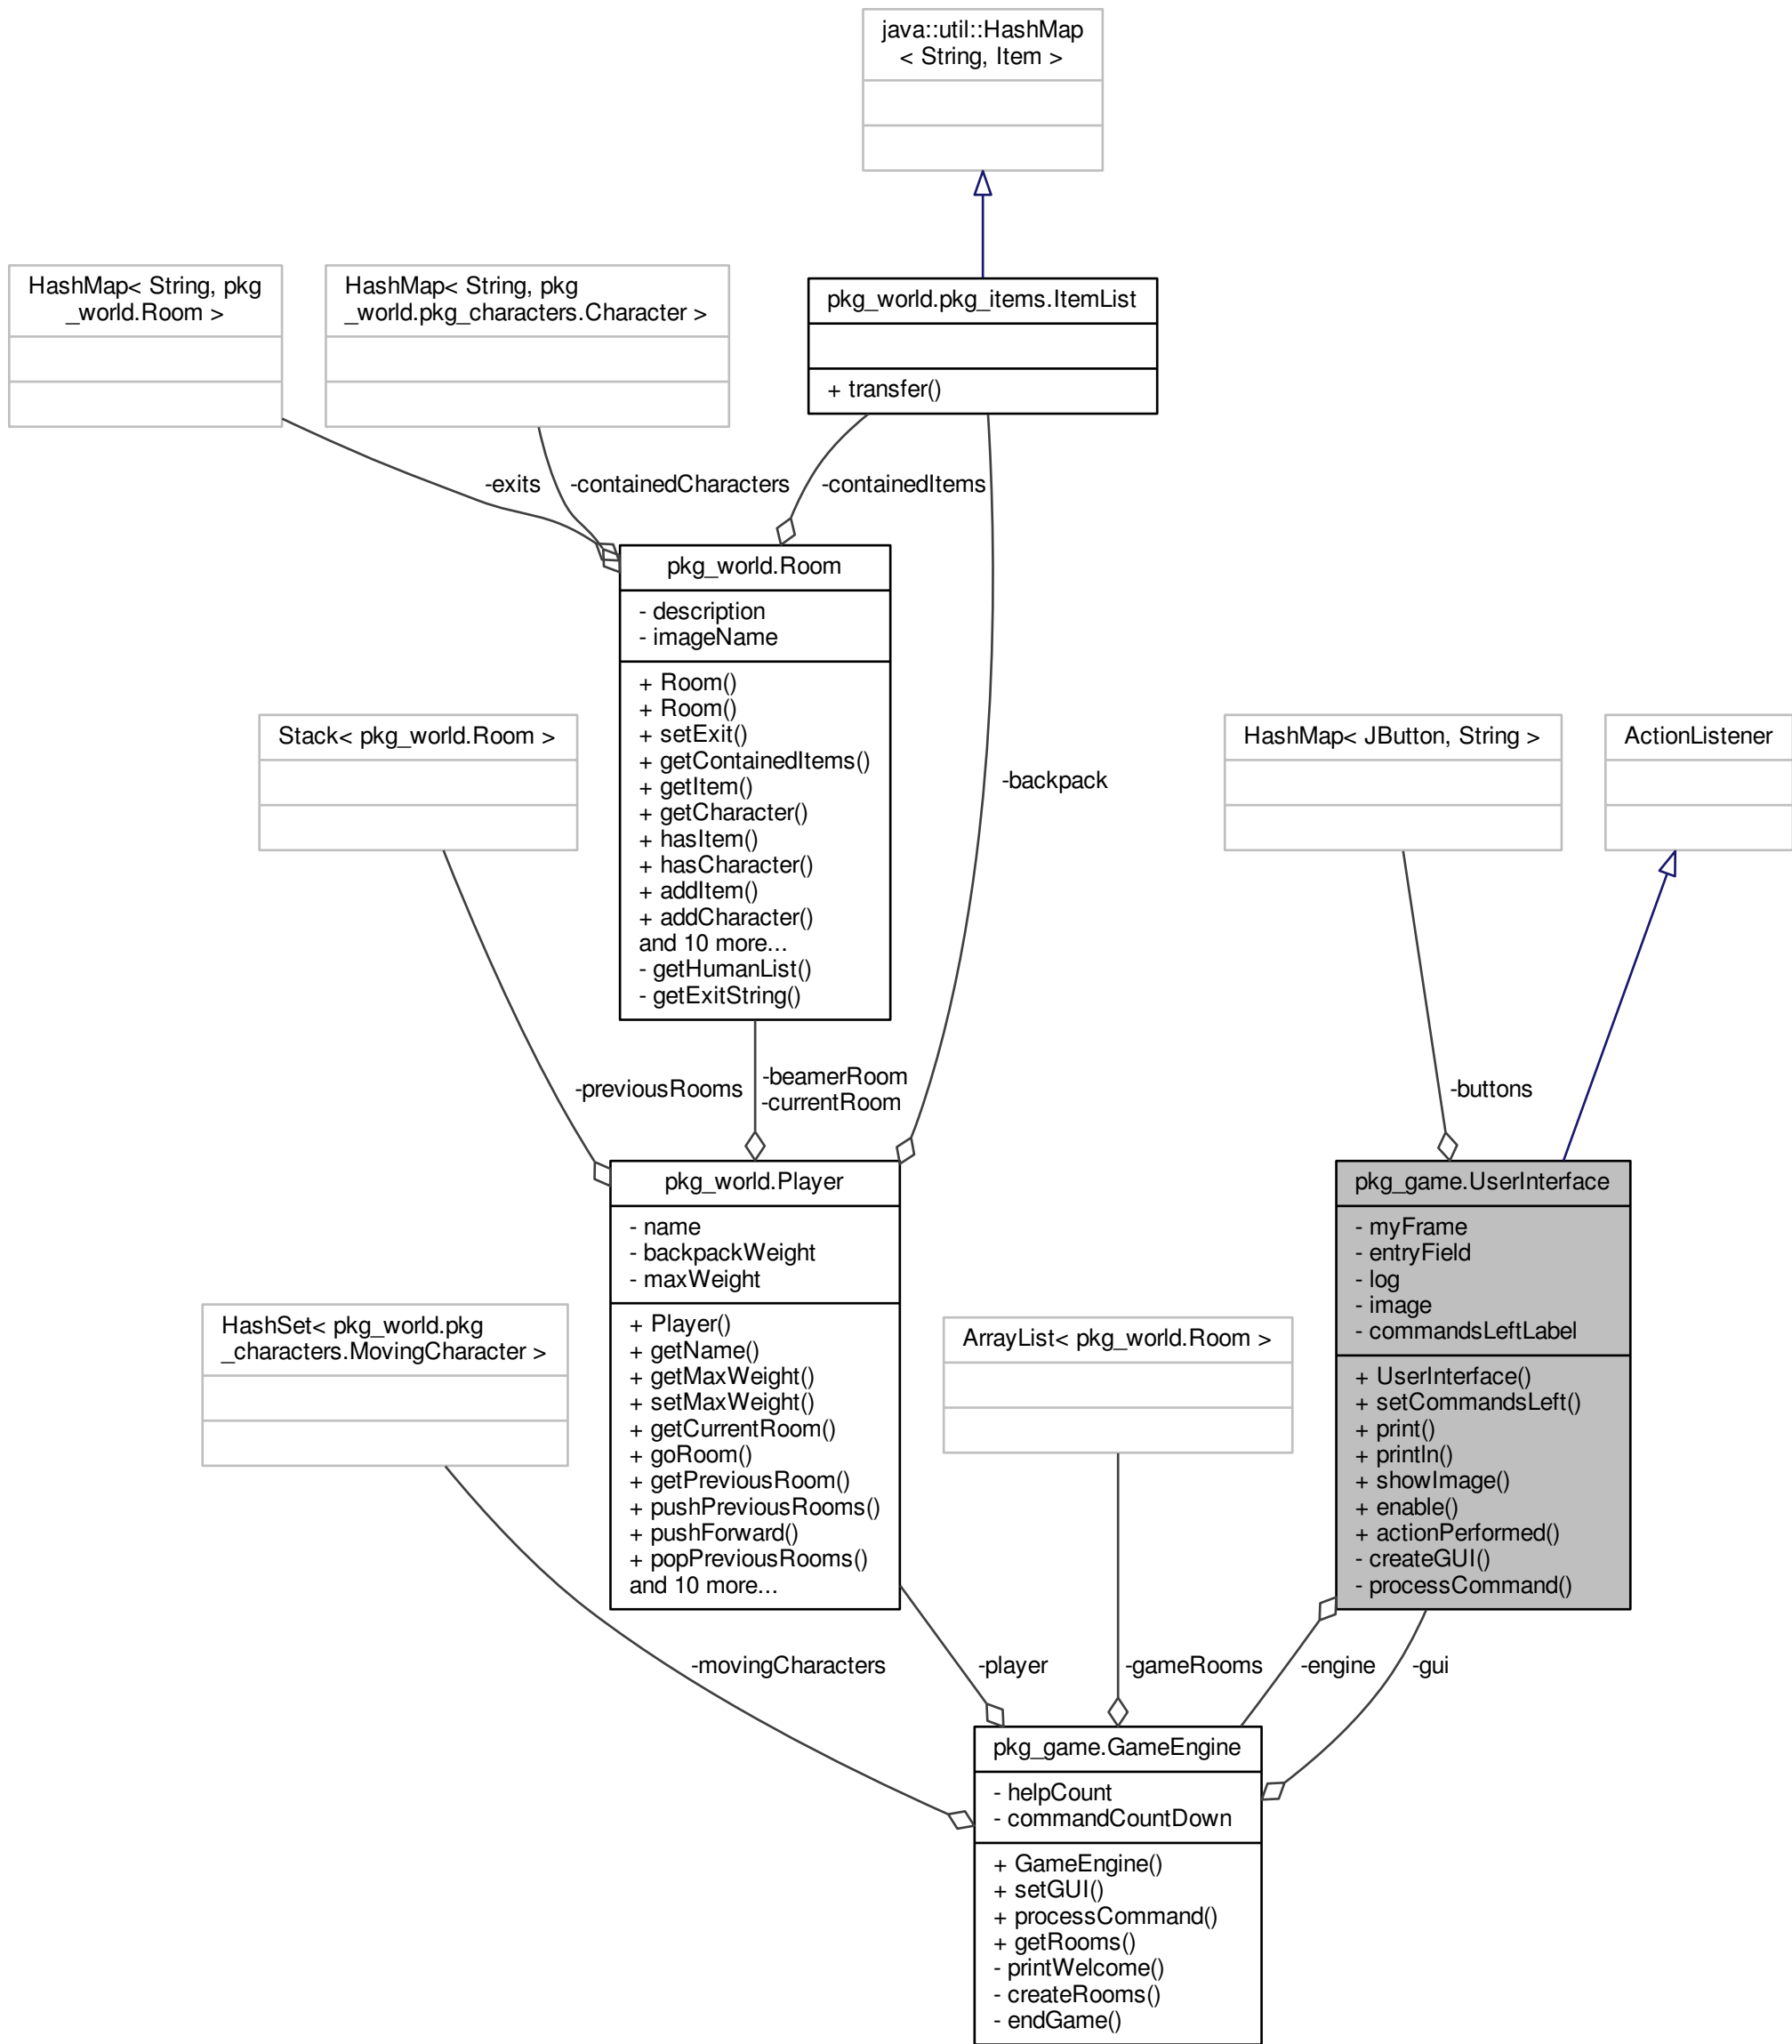 java::util::HashMap
< String, Item >
HashMap< String, pkg
_world.Room >
HashMap< String, pkg
_world.pkg_characters.Character >
pkg_world.pkg_items.ItemList
+ transfer()
-exits
-containedCharacters
-containedItems
pkg_world.Room
- description
- imageName
+ Room()
+ Room()
+ setExit()
+ getContainedItems()
+ getItem()
+ getCharacter()
+ hasItem()
+ hasCharacter()
+ addItem()
+ addCharacter()
and 10 more...
- getHumanList()
- getExitString()
Stack< pkg_world.Room >
-backpack
HashMap< JButton, String >
ActionListener
-previousRooms
-beamerRoom
-currentRoom
-buttons
pkg_world.Player
- name
- backpackWeight
- maxWeight
+ Player()
+ getName()
+ getMaxWeight()
+ setMaxWeight()
+ getCurrentRoom()
+ goRoom()
+ getPreviousRoom()
+ pushPreviousRooms()
+ pushForward()
+ popPreviousRooms()
and 10 more...
pkg_game.UserInterface
- myFrame
- entryField
- log
- image
- commandsLeftLabel
+ UserInterface()
+ setCommandsLeft()
+ print()
+ println()
+ showImage()
+ enable()
+ actionPerformed()
- createGUI()
- processCommand()
HashSet< pkg_world.pkg
_characters.MovingCharacter >
ArrayList< pkg_world.Room >
-movingCharacters
-player
-gameRooms
-engine
-gui
pkg_game.GameEngine
- helpCount
- commandCountDown
+ GameEngine()
+ setGUI()
+ processCommand()
+ getRooms()
- printWelcome()
- createRooms()
- endGame()